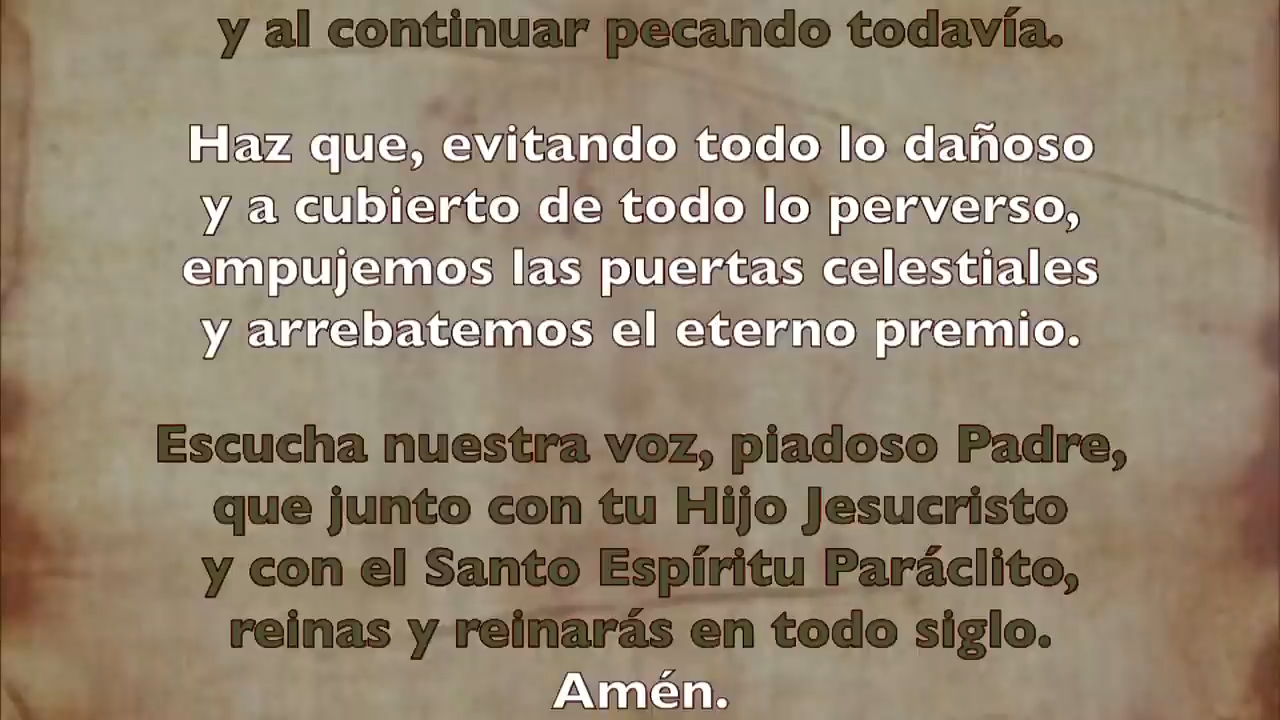 y al continuar pecando todavía.
Haz que, evitando todo lo dañoso
y a cubierto de todo lo perverso,
empujemos las puertas celestiales
y arrebatemos el eterno premio.
Escucha nuestra voz, piadoso Padre,
que junto con tu Hijo Jesucristo
y con el Santo Espíritu Paráclito,
reinas y reinarás en todo siglo.
Amén.